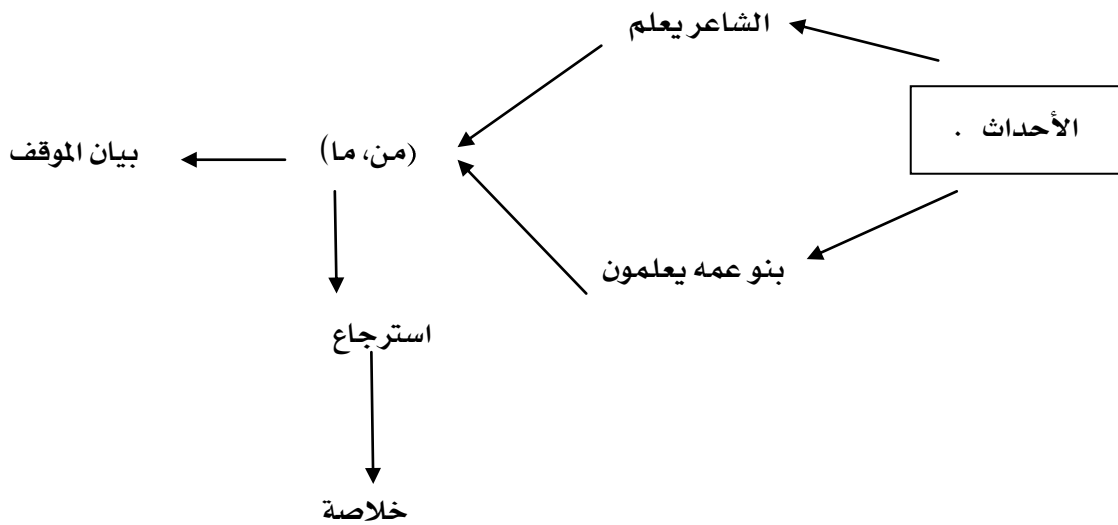 الشاعر يعلم
الأحداث .
(من، ما)
بيان الموقف
بنو عمه يعلمون
استرجاع
خلاصة